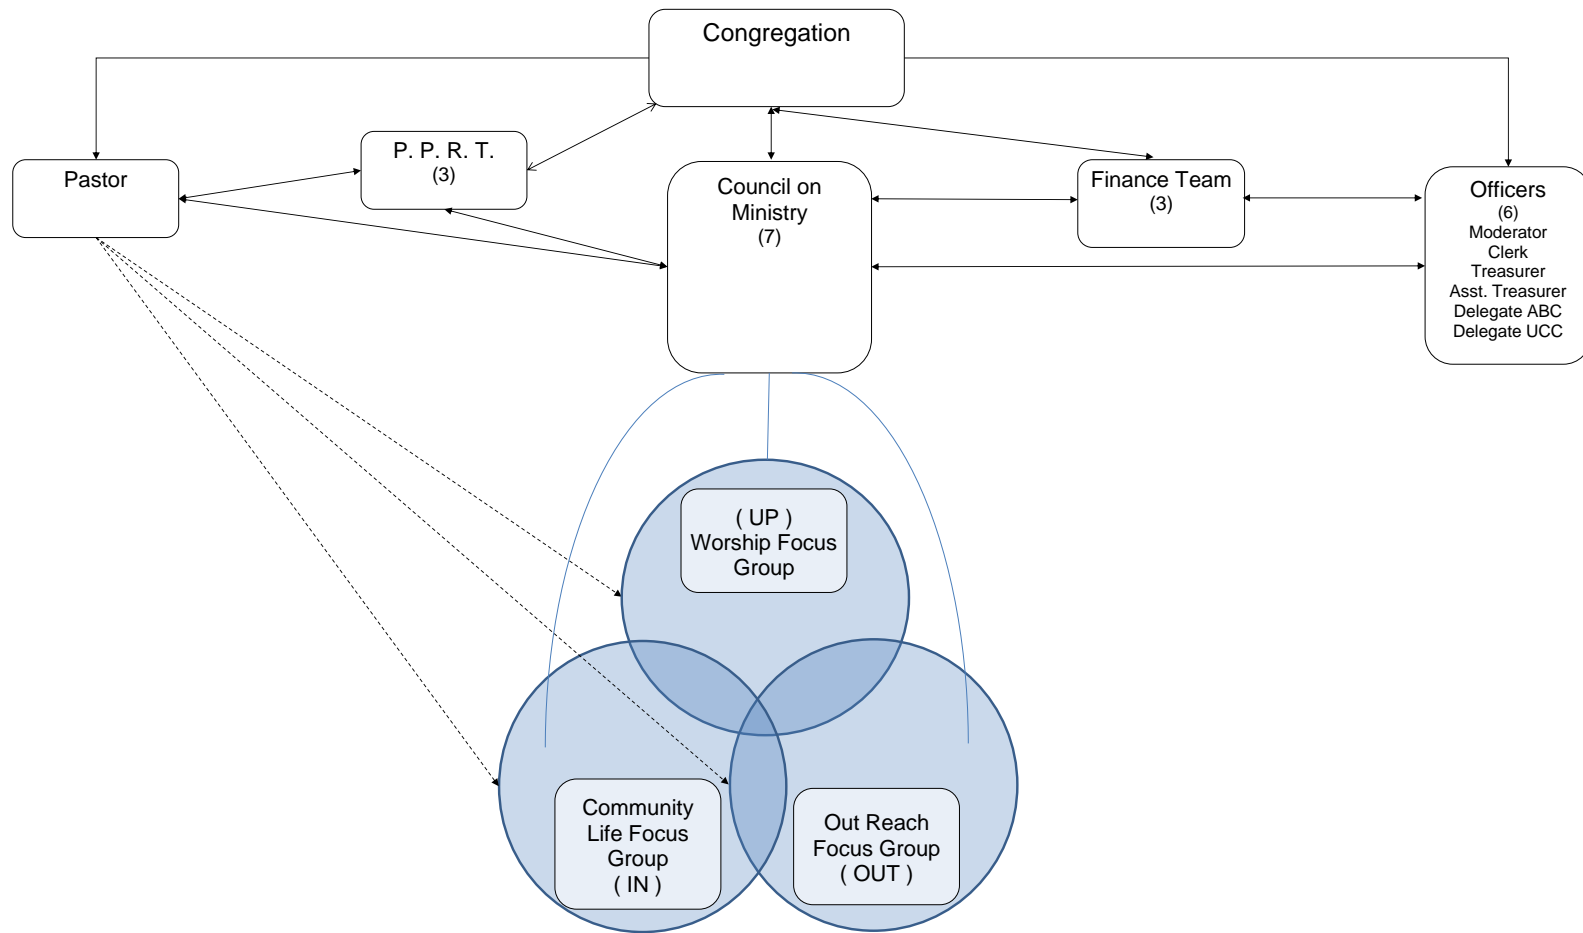 Congregation
P. P. R. T.
(3)
Pastor
Council on
Ministry
(7)
Finance Team
(3)
Officers
(6)
Moderator
Clerk
Treasurer
Asst. Treasurer
Delegate ABC
Delegate UCC
( UP )
Worship Focus
Group
Community
Life Focus
Group
( IN )
Out Reach
Focus Group
( OUT )